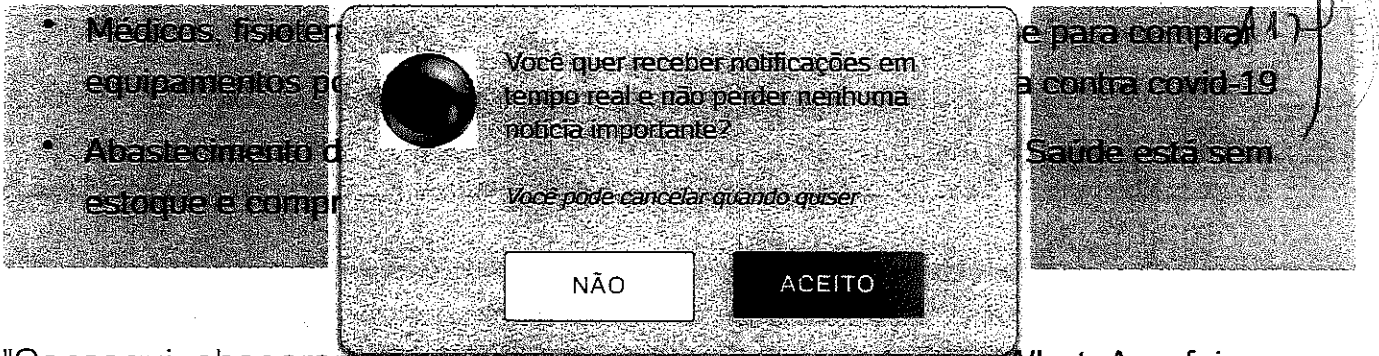 • Médicos, fisioter
e para comprar
equipamentos po
a contra covid-19
• Abastecimento d
Saúde está sem
estoque e compr
Você quer receber notificações em
tempo real e não perder nenhuma
notícia importante?
Você pode cancelar quando quiser
NÃO
ACEITO